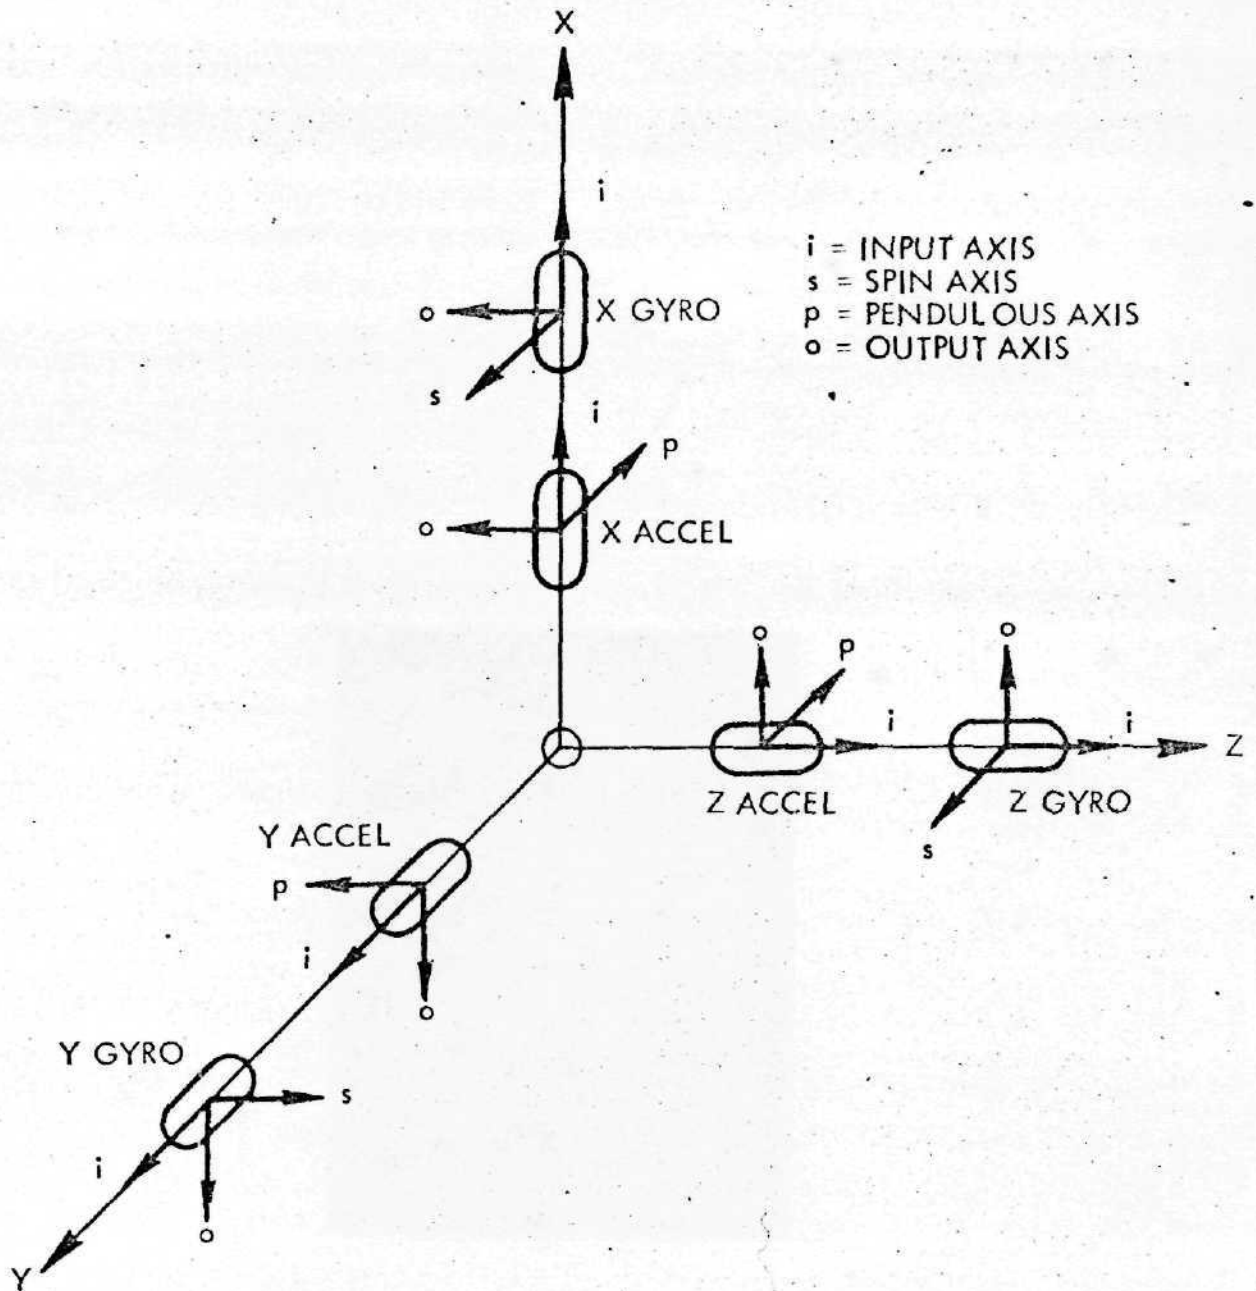 X
i
i = INPUT AXIS
s = SPIN AXIS
p = PENDULOUS AXIS
o = OUTPUT AXIS
o
X GYRO
s
i
p
o
X ACCEL
o
p
o
i
i
Z
Z ACCEL
Z GYRO
s
Y ACCEL
p
i
o
Y GYRO
s
i
o
Y